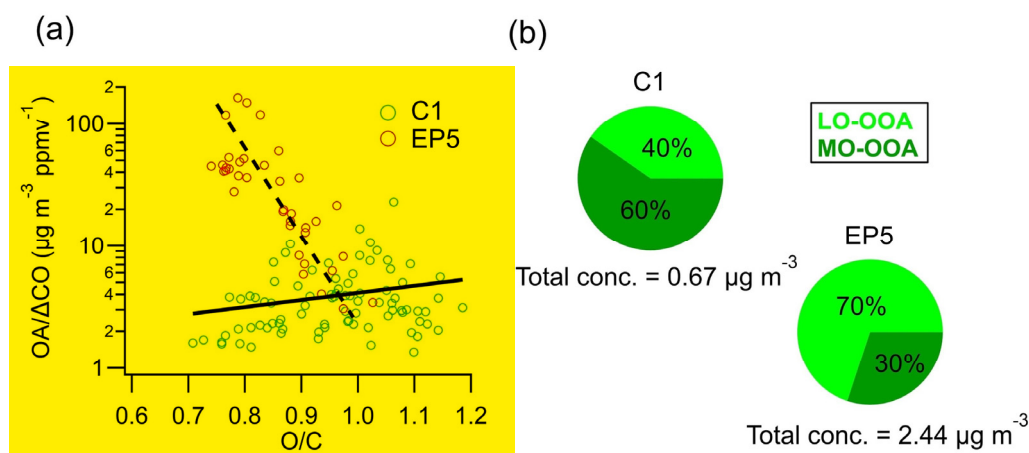 (a)
(b)
OA/ΔCO (µg m⁻³ ppmv⁻¹)
2
100
6
4
2
10
6
4
2
1
C1
EP5
0.6 0.7 0.8 0.9 1.0 1.1 1.2
O/C
C1
40%
60%
Total conc. = 0.67 µg m⁻³
LO-OOA
MO-OOA
EP5
70%
30%
Total conc. = 2.44 µg m⁻³